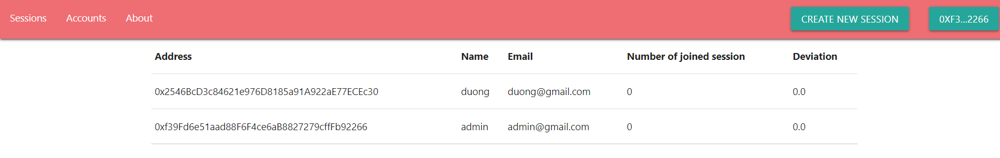 Sessions Accounts About CREATE NEW SESSION 0XF3...2266
Address Name Email Number of joined session Deviation
0x2546BcD3c84621e976D8185a91A922aE77ECEc30 duong duong@gmail.com 0 0.0
0xf39Fd6e51aad88F6F4ce6aB8827279cffFb92266 admin admin@gmail.com 0 0.0